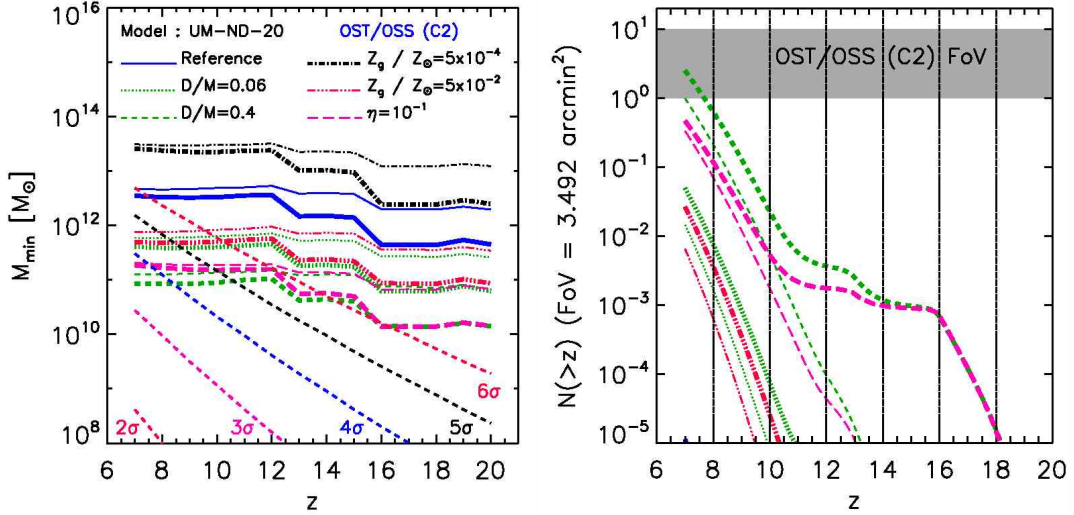 Model : UM-ND-20 OST/OSS (C2)
Reference
D/M=0.06
D/M=0.4
Z_g / Z_⊙=5x10^-4
Z_g / Z_⊙=5x10^-2
η=10^-1
10^16
10^14
10^12
10^10
10^8
M_min [M_⊙]
2σ
3σ
4σ
5σ
6σ
6 8 10 12 14 16 18 20
z
OST/OSS (C2) FoV
10^1
10^0
10^-1
10^-2
10^-3
10^-4
10^-5
N(>z) (FoV = 3.492 arcmin^2)
6 8 10 12 14 16 18 20
z